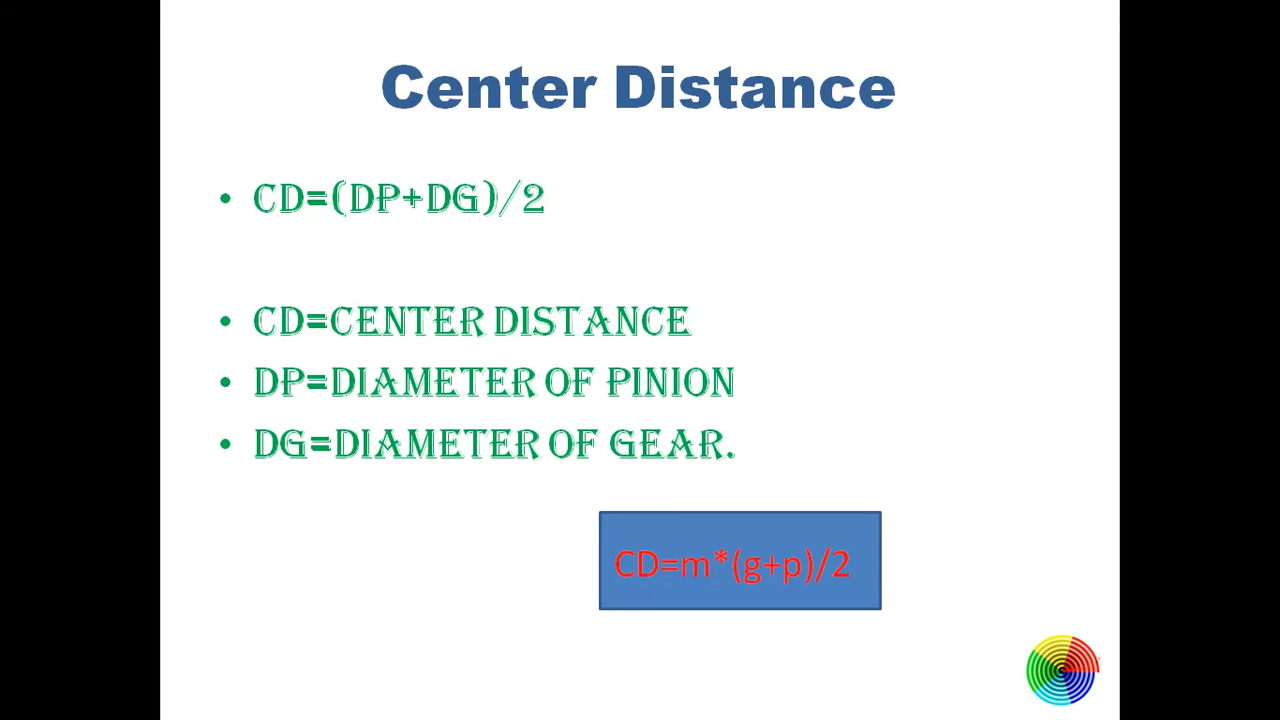 Center Distance
• CD=(DP+DG)/2
• CD=CENTER DISTANCE
• DP=DIAMETER OF PINION
• DG=DIAMETER OF GEAR.
CD=m*(g+p)/2